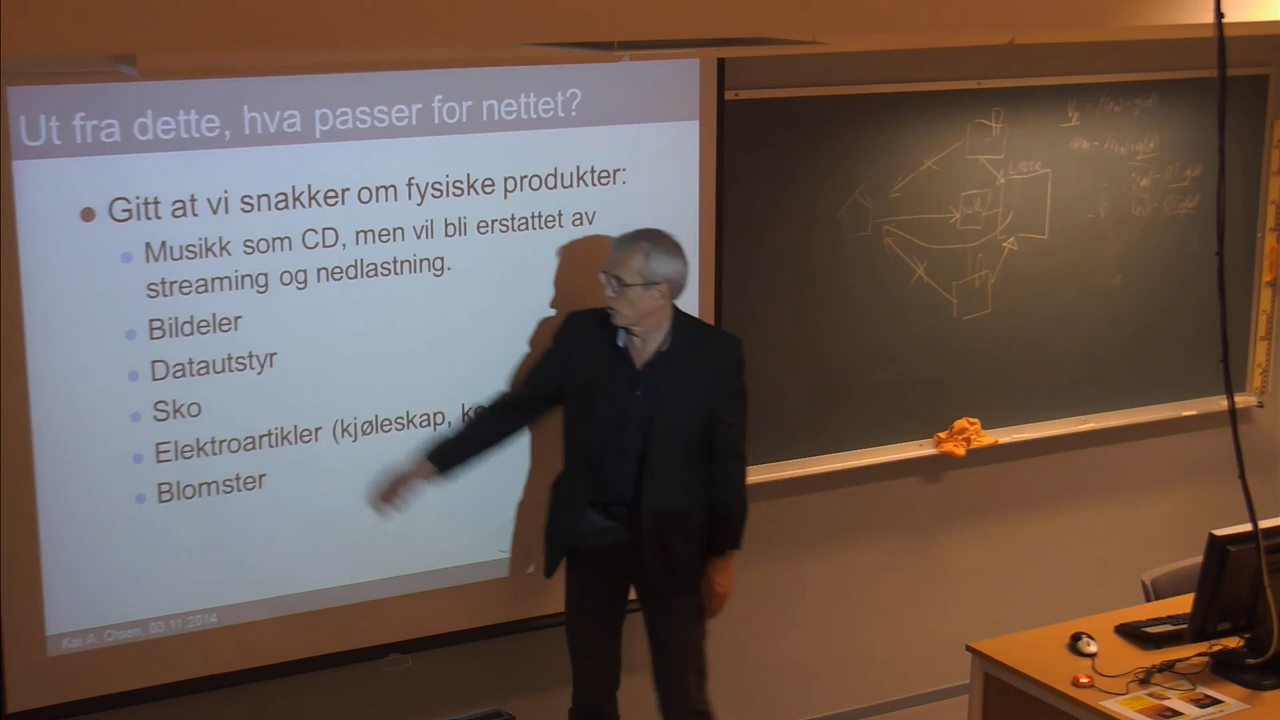 Ut fra dette, hva passer for nettet?
Gitt at vi snakker om fysiske produkter:
Musikk som CD, men vil bli erstattet av
streaming og nedlastning.
Bildeler
Datautstyr
Sko
Elektroartikler (kjøleskap,
Blomster
Kai A. Olsen, 03.11.2014